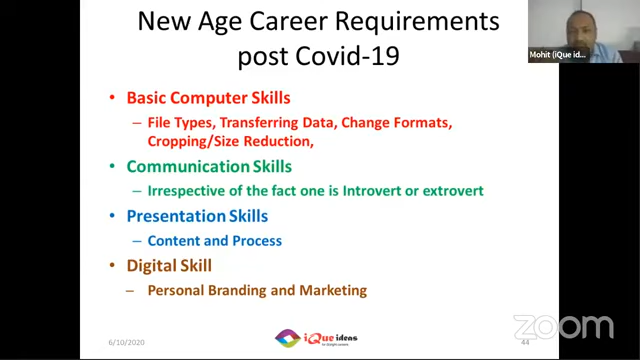 New Age Career Requirements
post Covid-19
Mohit (iQue id...
• Basic Computer Skills
– File Types, Transferring Data, Change Formats,
Cropping/Size Reduction,
• Communication Skills
– Irrespective of the fact one is Introvert or extrovert
• Presentation Skills
– Content and Process
• Digital Skill
– Personal Branding and Marketing
6/10/2020
iQue ideas
44
zoom